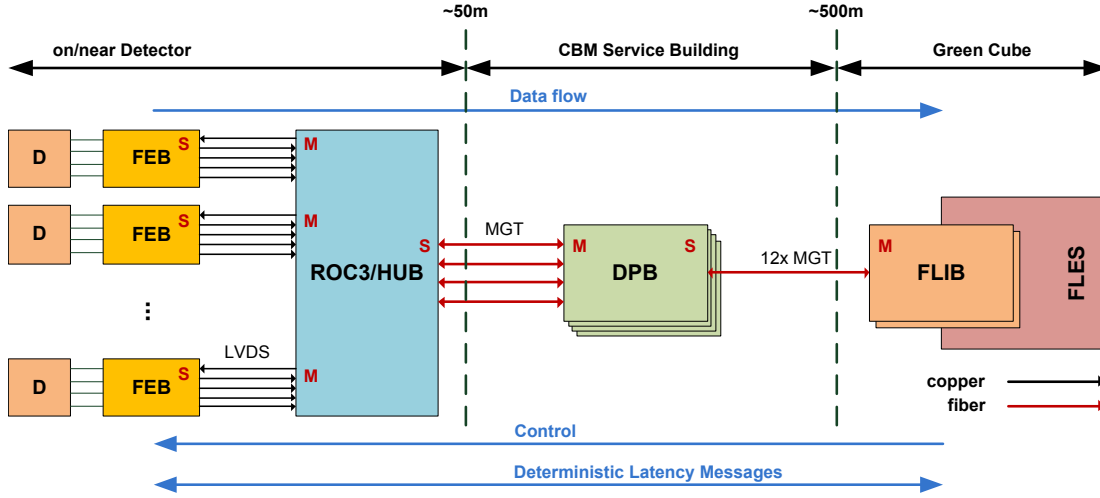 ~50m
~500m
on/near Detector
CBM Service Building
Green Cube
Data flow
D
FEB
S
M
D
FEB
S
M
ROC3/HUB
S
MGT
M
DPB
S
12x MGT
M
FLIB
FLES
...
D
FEB
S
LVDS
M
copper
fiber
Control
Deterministic Latency Messages